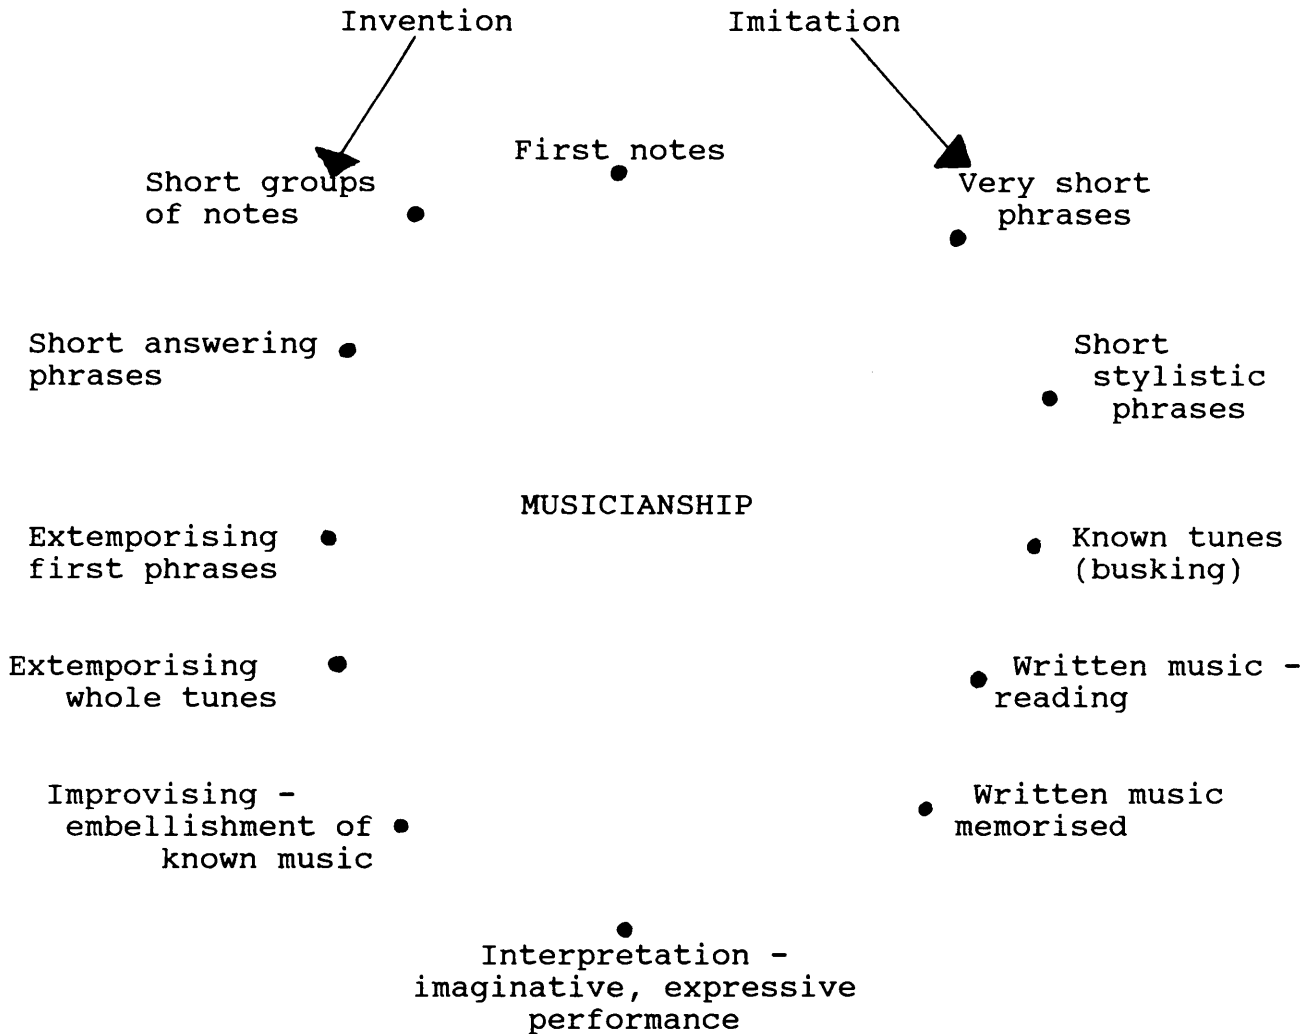 Invention
Imitation
First notes
Short groups
of notes
Very short
phrases
Short answering
phrases
Short
stylistic
phrases
MUSICIANSHIP
Extemporising
first phrases
Known tunes
(busking)
Extemporising
whole tunes
Written music -
reading
Improvising -
embellishment of
known music
Written music
memorised
Interpretation -
imaginative, expressive
performance